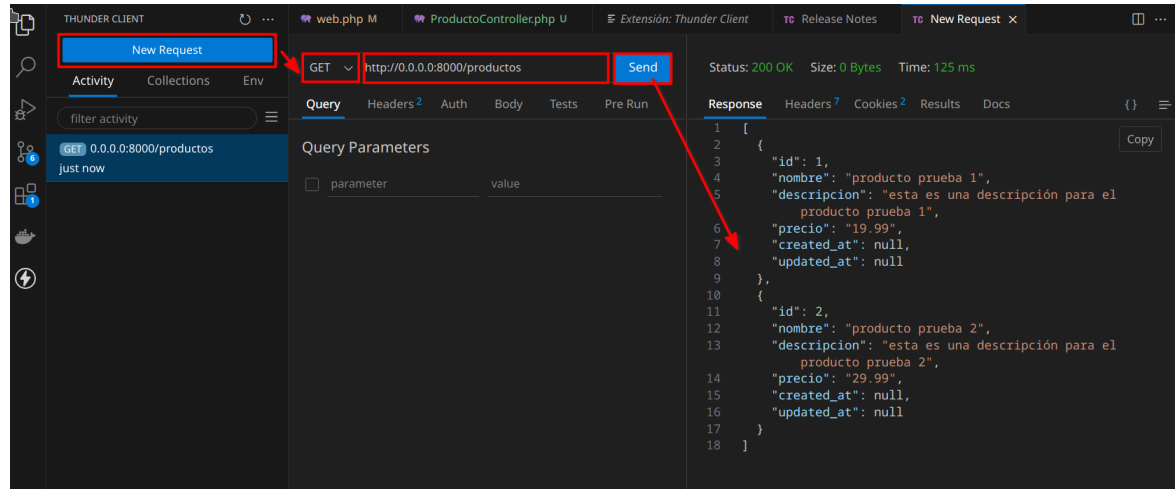 THUNDER CLIENT
New Request
Activity Collections Env
filter activity
GET 0.0.0.0:8000/productos
just now
6
1
web.php M ProductoController.php U Extensión: Thunder Client TC Release Notes TC New Request
GET http://0.0.0.0:8000/productos Send
Query Headers 2 Auth Body Tests Pre Run
Query Parameters
parameter value
Status: 200 OK Size: 0 Bytes Time: 125 ms
Response Headers 7 Cookies 2 Results Docs {}
Copy
1 [
2 {
3 "id": 1,
4 "nombre": "producto prueba 1",
5 "descripcion": "esta es una descripción para el
producto prueba 1",
6 "precio": "19.99",
7 "created_at": null,
8 "updated_at": null
9 },
10 {
11 "id": 2,
12 "nombre": "producto prueba 2",
13 "descripcion": "esta es una descripción para el
producto prueba 2",
14 "precio": "29.99",
15 "created_at": null,
16 "updated_at": null
17 }
18 ]